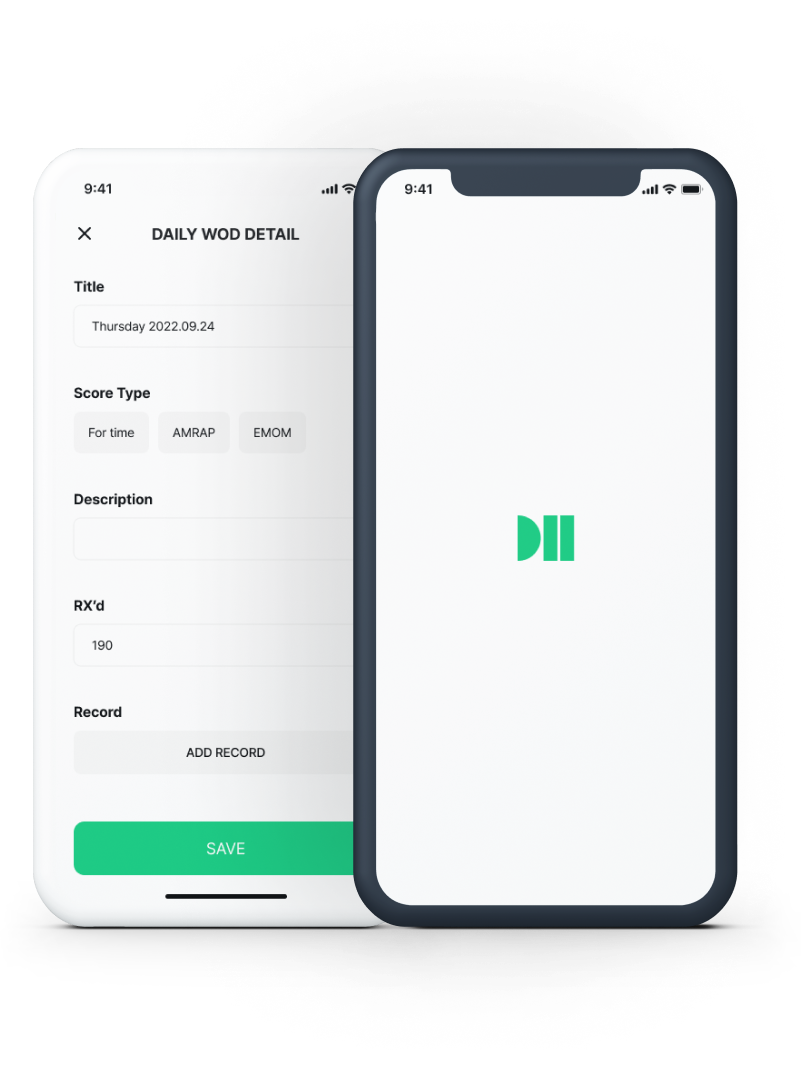 9:41
DAILY WOD DETAIL
Title
Thursday 2022.09.24
Score Type
For time AMRAP EMOM
Description
RX'd
190
Record
ADD RECORD
SAVE
9:41